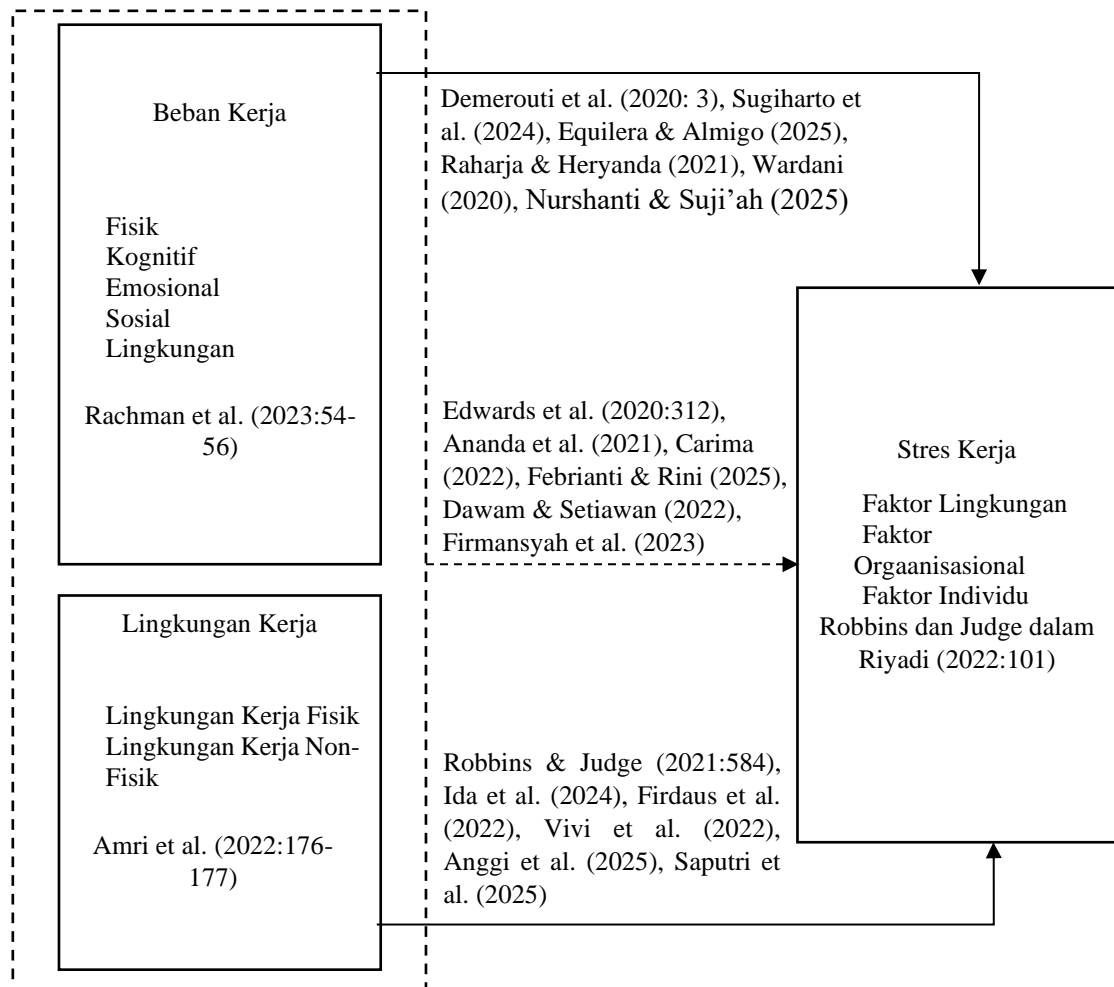 Beban Kerja
Fisik
Kognitif
Emosional
Sosial
Lingkungan
Rachman et al. (2023:54-
56)
Demerouti et al. (2020: 3), Sugiharto et
al. (2024), Equilera & Almigo (2025),
Raharja & Heryanda (2021), Wardani
(2020), Nurshanti & Suji’ah (2025)
Edwards et al. (2020:312),
Ananda et al. (2021), Carima
(2022), Febrianti & Rini (2025),
Dawam & Setiawan (2022),
Firmansyah et al. (2023)
Stres Kerja
Faktor Lingkungan
Faktor
Orgaanisasional
Faktor Individu
Robbins dan Judge dalam
Riyadi (2022:101)
Lingkungan Kerja
Lingkungan Kerja Fisik
Lingkungan Kerja Non-
Fisik
Amri et al. (2022:176-
177)
Robbins & Judge (2021:584),
Ida et al. (2024), Firdaus et al.
(2022), Vivi et al. (2022),
Anggi et al. (2025), Saputri et
al. (2025)